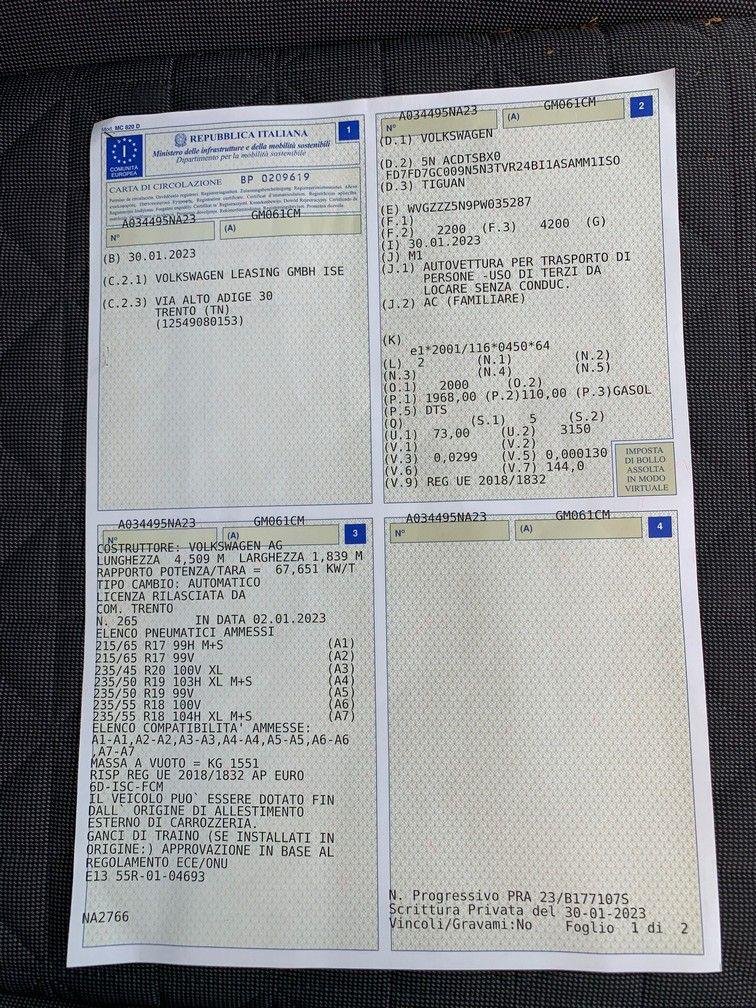 Mod. MC 820 D
1
REPUBBLICA ITALIANA
Ministero delle infrastrutture e della mobilità sostenibili
Dipartimento per la mobilità sostenibile
I
COMUNITÀ
EUROPEA
CARTA DI CIRCOLAZIONE BP 0209619
A034495NA23 GM061CM
N° (A)
(B) 30.01.2023
(C.2.1) VOLKSWAGEN LEASING GMBH ISE
(C.2.3) VIA ALTO ADIGE 30
TRENTO (TN)
(12549080153)
A034495NA23 GM061CM
N° (A) 2
(D.1) VOLKSWAGEN
(D.2) 5N ACDTSBX0
FD7FD7GC009N5N3TVR24BI1ASAMM1ISO
(D.3) TIGUAN
(E) WVGZZZ5N9PW035287
(F.1)
(F.2) 2200 (F.3) 4200 (G)
(I) 30.01.2023
(J) M1
(J.1) AUTOVETTURA PER TRASPORTO DI
PERSONE -USO DI TERZI DA
LOCARE SENZA CONDUC.
(J.2) AC (FAMILIARE)
(K)
e1*2001/116*0450*64
(L) 2 (N.1) (N.2)
(N.3) (N.4) (N.5)
(O.1) 2000 (O.2)
(P.1) 1968,00 (P.2)110,00 (P.3)GASOL
(P.5) DTS
(Q) (S.1) 5 (S.2)
(U.1) 73,00 (U.2) 3150
(V.1) (V.2)
(V.3) 0,0299 (V.5) 0,000130
(V.6) (V.7) 144,0
(V.9) REG UE 2018/1832
IMPOSTA
DI BOLLO
ASSOLTA
IN MODO
VIRTUALE
A034495NA23 GM061CM
N° (A) 3
COSTRUTTORE: VOLKSWAGEN AG
LUNGHEZZA 4,509 M LARGHEZZA 1,839 M
RAPPORTO POTENZA/TARA = 67,651 KW/T
TIPO CAMBIO: AUTOMATICO
LICENZA RILASCIATA DA
COM. TRENTO
N. 265 IN DATA 02.01.2023
ELENCO PNEUMATICI AMMESSI
215/65 R17 99H M+S (A1)
215/65 R17 99V (A2)
235/45 R20 100V XL (A3)
235/50 R19 103H XL M+S (A4)
235/50 R19 99V (A5)
235/55 R18 100V (A6)
235/55 R18 104H XL M+S (A7)
ELENCO COMPATIBILITA' AMMESSE:
A1-A1,A2-A2,A3-A3,A4-A4,A5-A5,A6-A6
,A7-A7
MASSA A VUOTO = KG 1551
RISP REG UE 2018/1832 AP EURO
6D-ISC-FCM
IL VEICOLO PUO` ESSERE DOTATO FIN
DALL` ORIGINE DI ALLESTIMENTO
ESTERNO DI CARROZZERIA.
GANCI DI TRAINO (SE INSTALLATI IN
ORIGINE:) APPROVAZIONE IN BASE AL
REGOLAMENTO ECE/ONU
E13 55R-01-04693
NA2766
A034495NA23 GM061CM
N° (A) 4
N. Progressivo PRA 23/B177107S
Scrittura Privata del 30-01-2023
Vincoli/Gravami:No Foglio 1 di 2